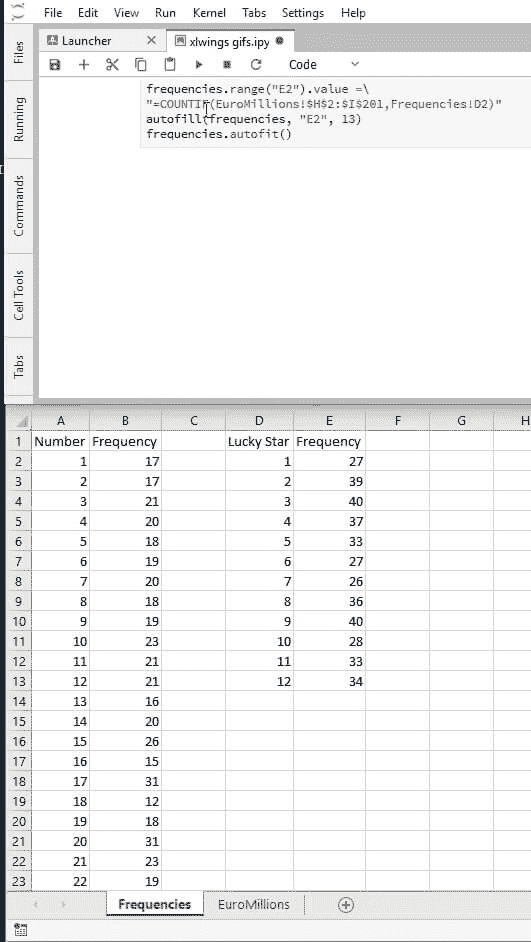 File Edit View Run Kernel Tabs Settings Help
Launcher
xlwings gifs.ipy
Code
Files
Running
Commands
Cell Tools
Tabs
frequencies.range("E2").value =\
"=COUNTIF(EuroMillions!$H$2:$I$201,Frequencies!D2)"
autofill(frequencies, "E2", 13)
frequencies.autofit()
A B C D E F G H
1 Number Frequency Lucky Star Frequency
2 1 17 1 27
3 2 17 2 39
4 3 21 3 40
5 4 20 4 37
6 5 18 5 33
7 6 19 6 27
8 7 20 7 26
9 8 18 8 36
10 9 19 9 40
11 10 23 10 28
12 11 21 11 33
13 12 21 12 34
14 13 16
15 14 20
16 15 26
17 16 15
18 17 31
19 18 12
20 19 18
21 20 31
22 21 23
23 22 19
Frequencies EuroMillions